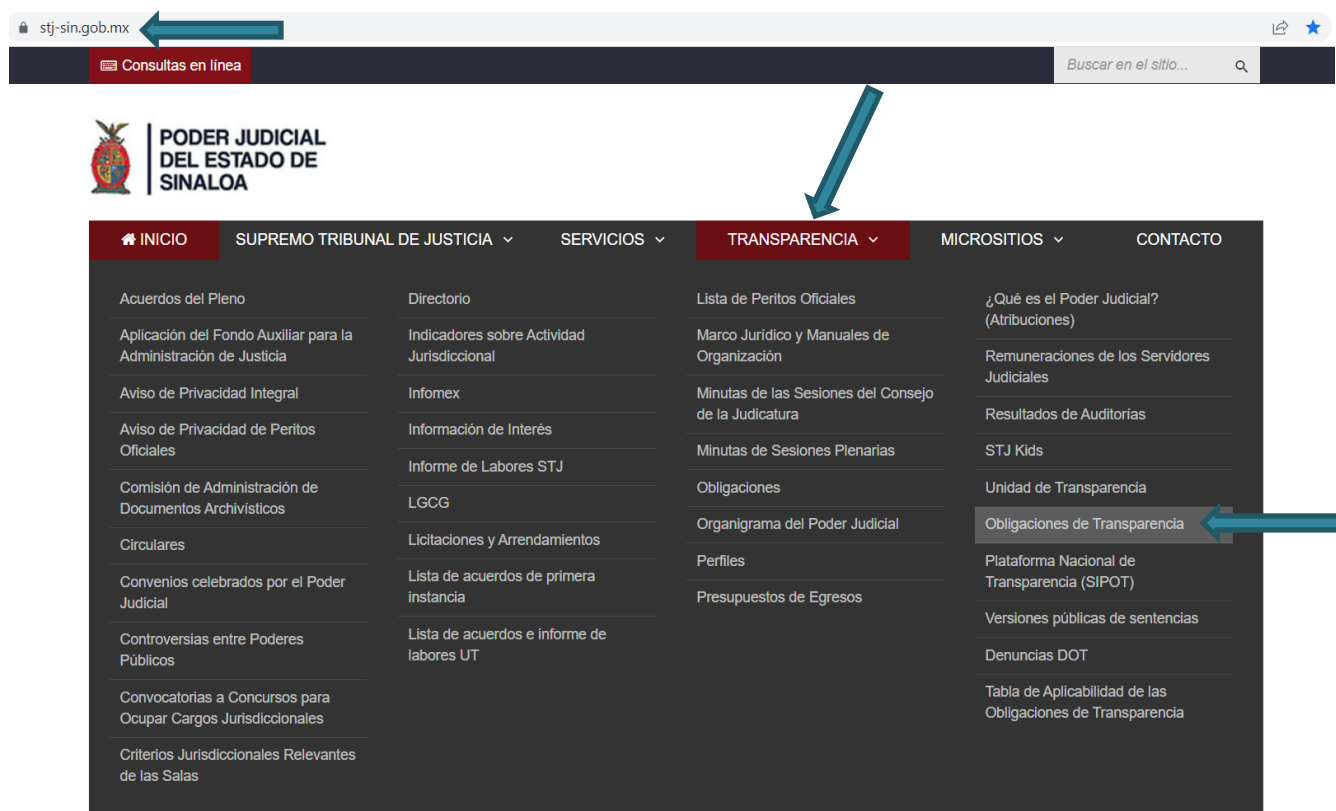 stj-sin.gob.mx
Consultas en línea
Buscar en el sitio...
PODER JUDICIAL
DEL ESTADO DE
SINALOA
INICIO
SUPREMO TRIBUNAL DE JUSTICIA
SERVICIOS
TRANSPARENCIA
MICROSITIOS
CONTACTO
Acuerdos del Pleno
Aplicación del Fondo Auxiliar para la
Administración de Justicia
Aviso de Privacidad Integral
Aviso de Privacidad de Peritos
Oficiales
Comisión de Administración de
Documentos Archivísticos
Circulares
Convenios celebrados por el Poder
Judicial
Controversias entre Poderes
Públicos
Convocatorias a Concursos para
Ocupar Cargos Jurisdiccionales
Criterios Jurisdiccionales Relevantes
de las Salas
Directorio
Indicadores sobre Actividad
Jurisdiccional
Infomex
Información de Interés
Informe de Labores STJ
LGCG
Licitaciones y Arrendamientos
Lista de acuerdos de primera
instancia
Lista de acuerdos e informe de
labores UT
Lista de Peritos Oficiales
Marco Jurídico y Manuales de
Organización
Minutas de las Sesiones del Consejo
de la Judicatura
Minutas de Sesiones Plenarias
Obligaciones
Organigrama del Poder Judicial
Perfiles
Presupuestos de Egresos
¿Qué es el Poder Judicial?
(Atribuciones)
Remuneraciones de los Servidores
Judiciales
Resultados de Auditorías
STJ Kids
Unidad de Transparencia
Obligaciones de Transparencia
Plataforma Nacional de
Transparencia (SIPOT)
Versiones públicas de sentencias
Denuncias DOT
Tabla de Aplicabilidad de las
Obligaciones de Transparencia